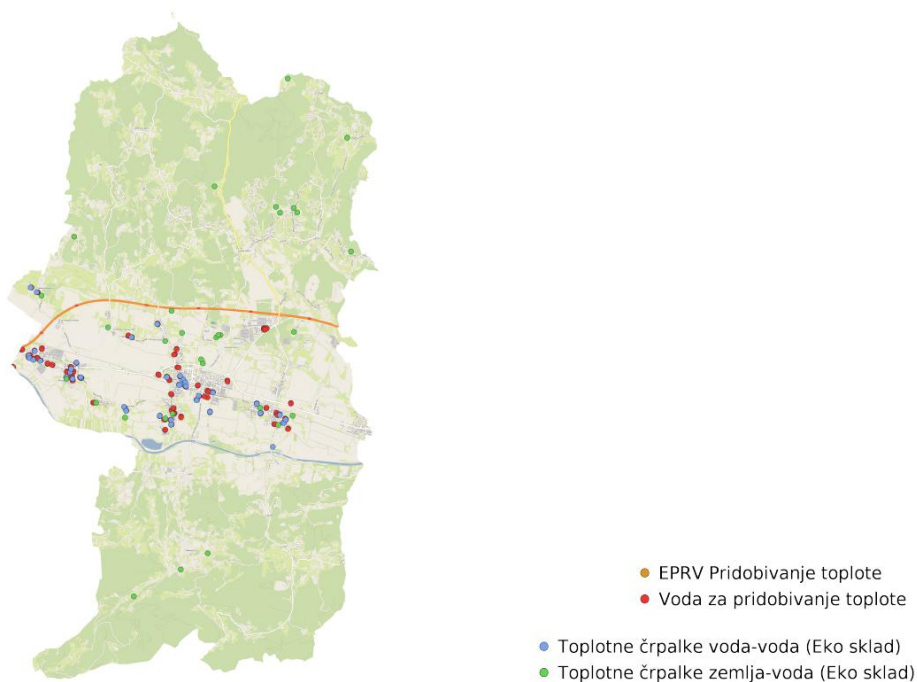 EPRV Pridobivanje toplote
Voda za pridobivanje toplote
Toplotne črpalke voda-voda (Eko sklad)
Toplotne črpalke zemlja-voda (Eko sklad)